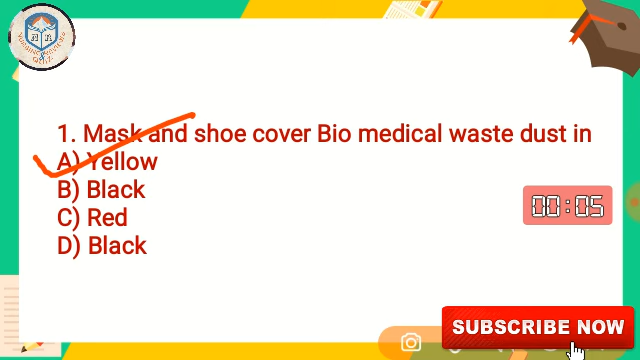 1. Mask and shoe cover Bio medical waste dust in
A) Yellow
B) Black
C) Red
D) Black
00:05
SUBSCRIBE NOW